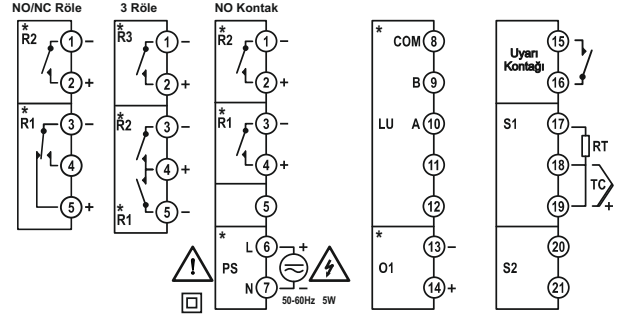 NO/NC Röle
* R2 1 −
2 +
* R1 3 −
4
5 +
3 Röle
* R3 1 −
2 +
* R2 3 −
4 +
* R1 5 −
NO Kontak
* R2 1 −
2 +
* R1 3 −
4 +
5
* PS
L 6 +
N 7 −
50-60Hz 5W
*
COM 8
B 9
LU A 10
11
12
* O1 13 −
14 +
Uyarı
Kontağı
15
16
S1 17
RT
18
TC
19 +
S2 20
21